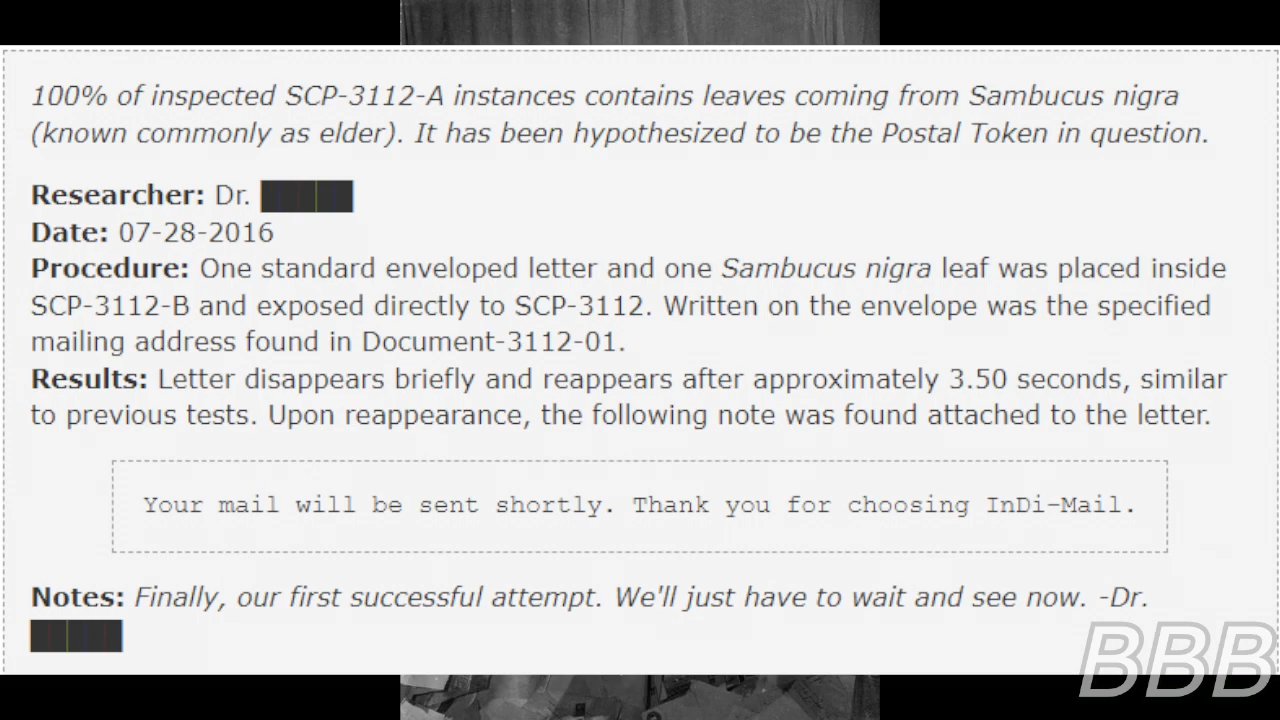 100% of inspected SCP-3112-A instances contains leaves coming from Sambucus nigra
(known commonly as elder). It has been hypothesized to be the Postal Token in question.
Researcher: Dr. █████
Date: 07-28-2016
Procedure: One standard enveloped letter and one Sambucus nigra leaf was placed inside
SCP-3112-B and exposed directly to SCP-3112. Written on the envelope was the specified
mailing address found in Document-3112-01.
Results: Letter disappears briefly and reappears after approximately 3.50 seconds, similar
to previous tests. Upon reappearance, the following note was found attached to the letter.
Your mail will be sent shortly. Thank you for choosing InDi-Mail.
Notes: Finally, our first successful attempt. We'll just have to wait and see now. -Dr.
█████
BBB